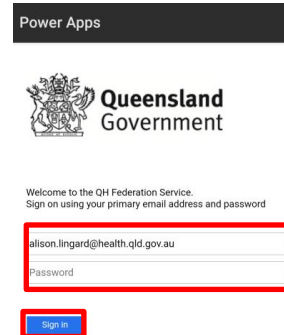 Power Apps
Queensland
Government
Welcome to the QH Federation Service.
Sign on using your primary email address and password
alison.lingard@health.qld.gov.au
Password
Sign in